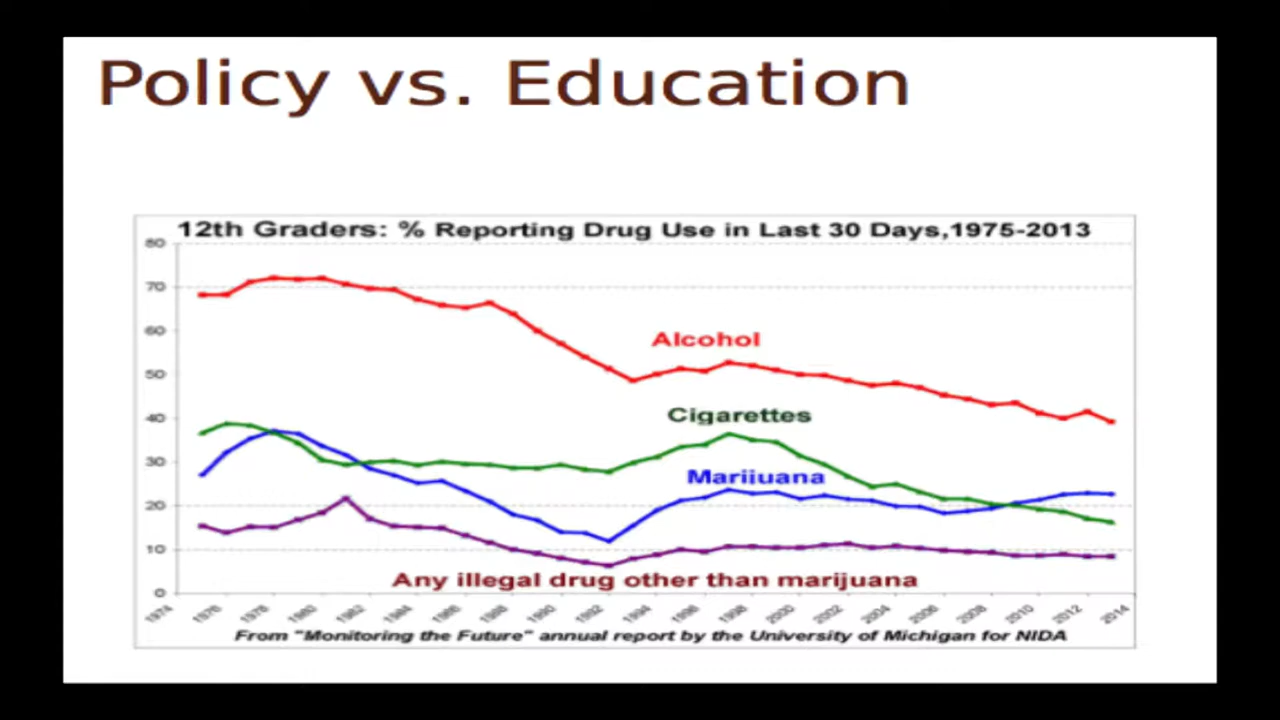 Policy vs. Education
12th Graders: % Reporting Drug Use in Last 30 Days,1975-2013
80
70
60
50
40
30
20
10
0
Alcohol
Cigarettes
Marijuana
Any illegal drug other than marijuana
1974 1976 1978 1980 1982 1984 1986 1988 1990 1992 1994 1996 1998 2000 2002 2004 2006 2008 2010 2012 2014
From "Monitoring the Future" annual report by the University of Michigan for NIDA